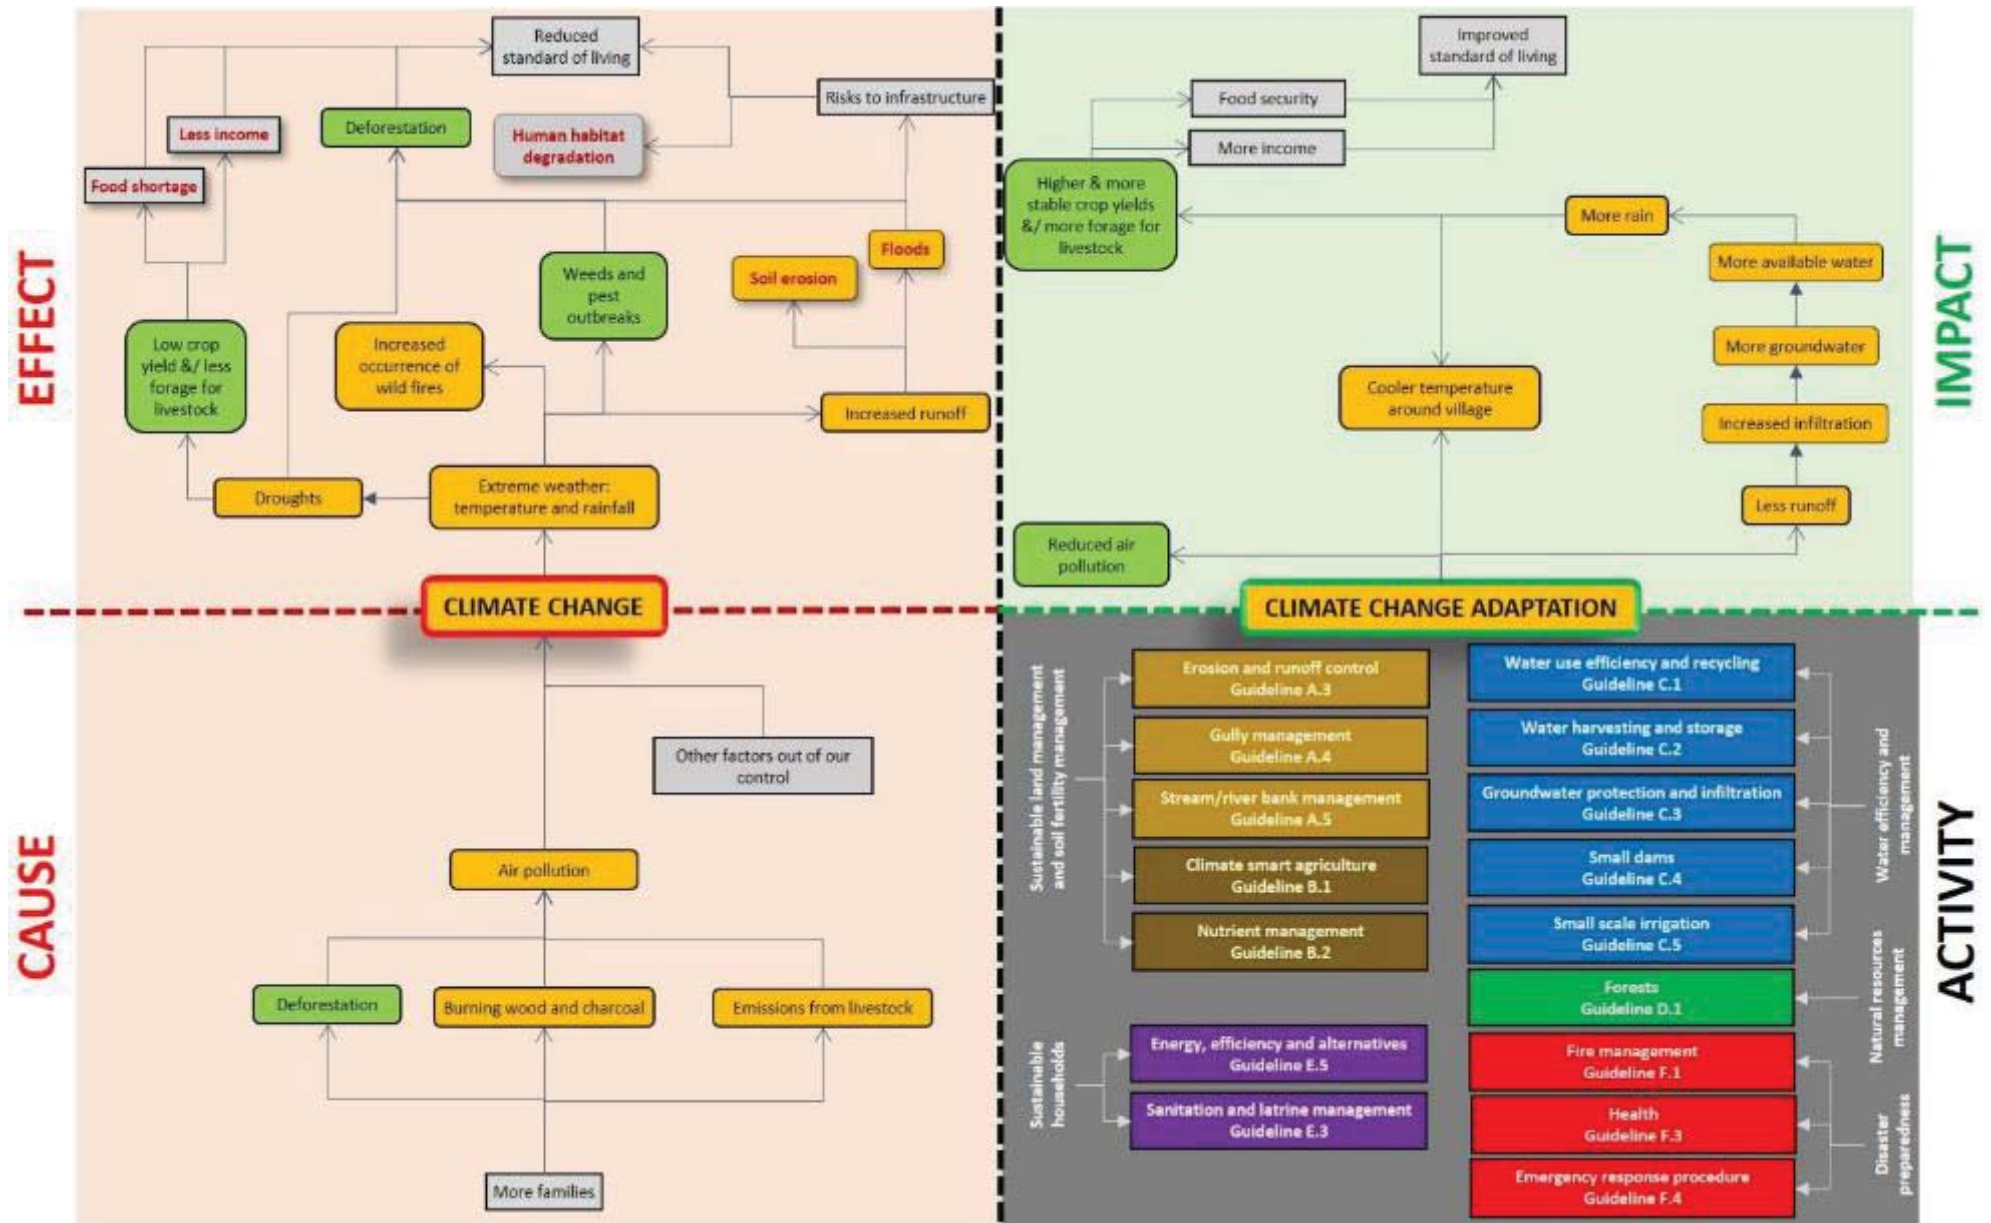 EFFECT
Reduced
standard of living
Risks to infrastructure
Less income
Deforestation
Human habitat
degradation
Food shortage
Floods
Weeds and
pest
outbreaks
Soil erosion
Low crop
yield &/ less
forage for
livestock
Increased
occurrence of
wild fires
Increased runoff
Droughts
Extreme weather:
temperature and rainfall
CLIMATE CHANGE
IMPACT
Improved
standard of living
Food security
More income
Higher & more
stable crop yields
&/ more forage for
livestock
More rain
More available water
More groundwater
Cooler temperature
around village
Increased infiltration
Less runoff
Reduced air
pollution
CLIMATE CHANGE ADAPTATION
CAUSE
Other factors out of our
control
Air pollution
Deforestation
Burning wood and charcoal
Emissions from livestock
More families
ACTIVITY
Sustainable land management
and soil fertility management
Erosion and runoff control
Guideline A.3
Gully management
Guideline A.4
Stream/river bank management
Guideline A.5
Climate smart agriculture
Guideline B.1
Nutrient management
Guideline B.2
Sustainable
households
Energy, efficiency and alternatives
Guideline E.5
Sanitation and latrine management
Guideline E.3
Water use efficiency and recycling
Guideline C.1
Water harvesting and storage
Guideline C.2
Groundwater protection and infiltration
Guideline C.3
Small dams
Guideline C.4
Small scale irrigation
Guideline C.5
Water efficiency and
management
Forests
Guideline D.1
Natural resources
management
Fire management
Guideline F.1
Health
Guideline F.3
Emergency response procedure
Guideline F.4
Disaster
preparedness